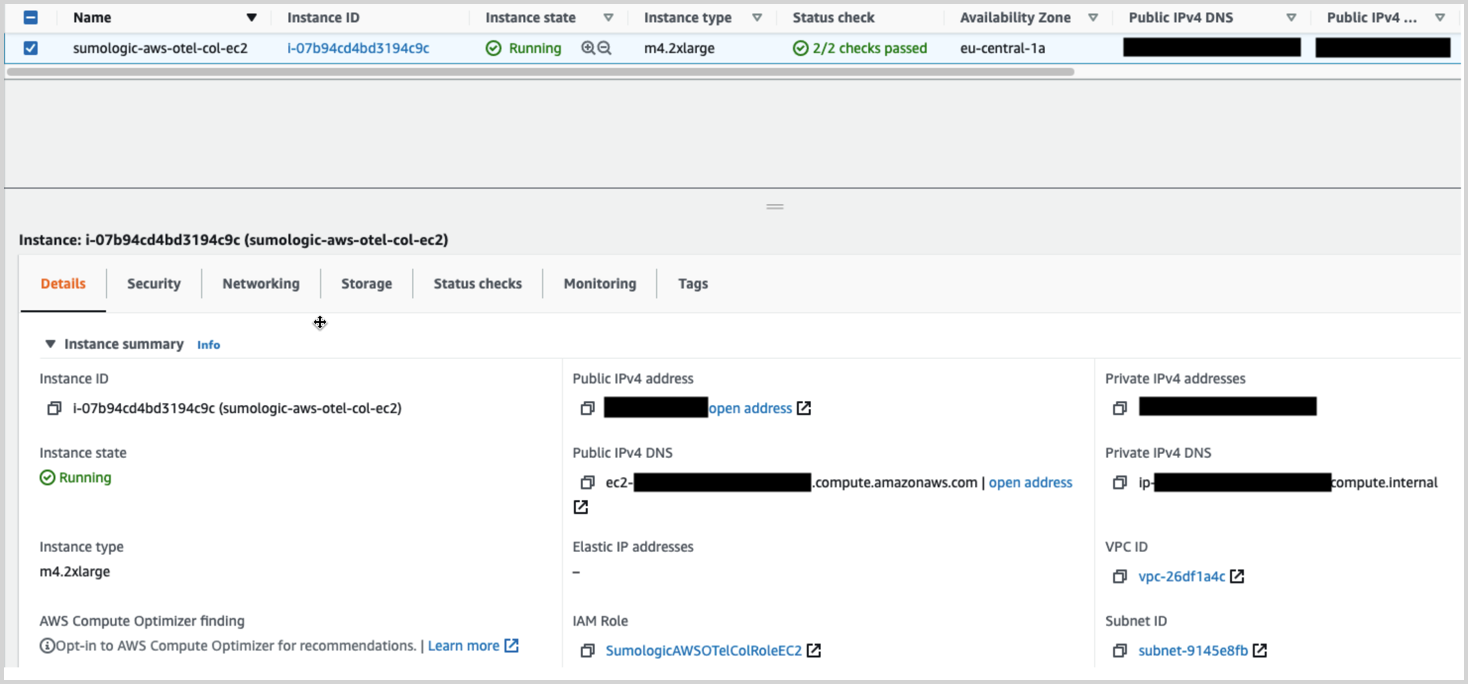 Name Instance ID Instance state Instance type Status check Availability Zone Public IPv4 DNS Public IPv4 ...
sumologic-aws-otel-col-ec2 i-07b94cd4bd3194c9c Running m4.2xlarge 2/2 checks passed eu-central-1a
Instance: i-07b94cd4bd3194c9c (sumologic-aws-otel-col-ec2)
Details Security Networking Storage Status checks Monitoring Tags
Instance summary Info
Instance ID Public IPv4 address Private IPv4 addresses
i-07b94cd4bd3194c9c (sumologic-aws-otel-col-ec2) open address
Instance state Public IPv4 DNS Private IPv4 DNS
Running ec2- .compute.amazonaws.com | open address ip- compute.internal
Instance type Elastic IP addresses VPC ID
m4.2xlarge – vpc-26df1a4c
AWS Compute Optimizer finding IAM Role Subnet ID
Opt-in to AWS Compute Optimizer for recommendations. | Learn more SumologicAWSOTelColRoleEC2 subnet-9145e8fb